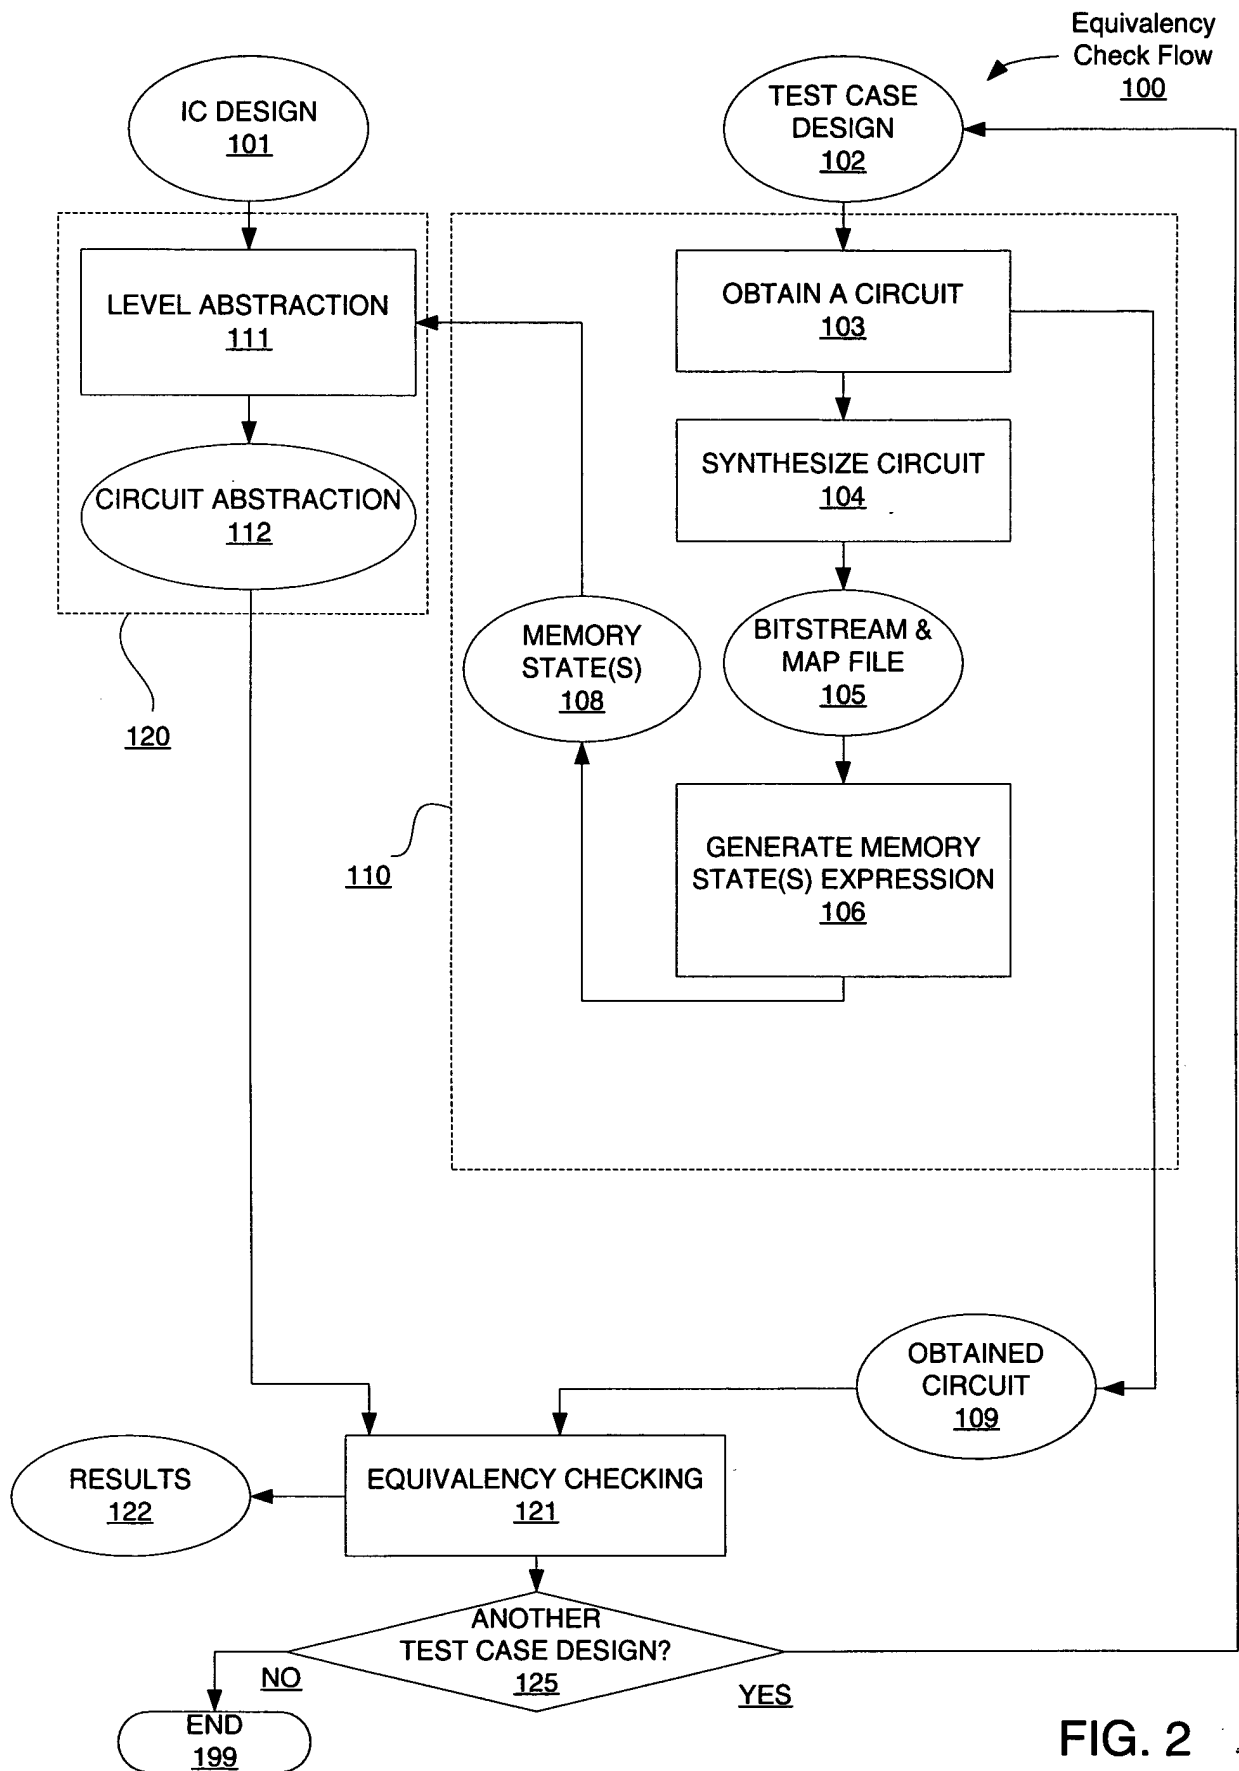 Equivalency
Check Flow
100
IC DESIGN
101
TEST CASE
DESIGN
102
LEVEL ABSTRACTION
111
OBTAIN A CIRCUIT
103
CIRCUIT ABSTRACTION
112
SYNTHESIZE CIRCUIT
104
MEMORY
STATE(S)
108
BITSTREAM &
MAP FILE
105
120
110
GENERATE MEMORY
STATE(S) EXPRESSION
106
OBTAINED
CIRCUIT
109
RESULTS
122
EQUIVALENCY CHECKING
121
ANOTHER
TEST CASE DESIGN?
125
NO
YES
END
199
FIG. 2